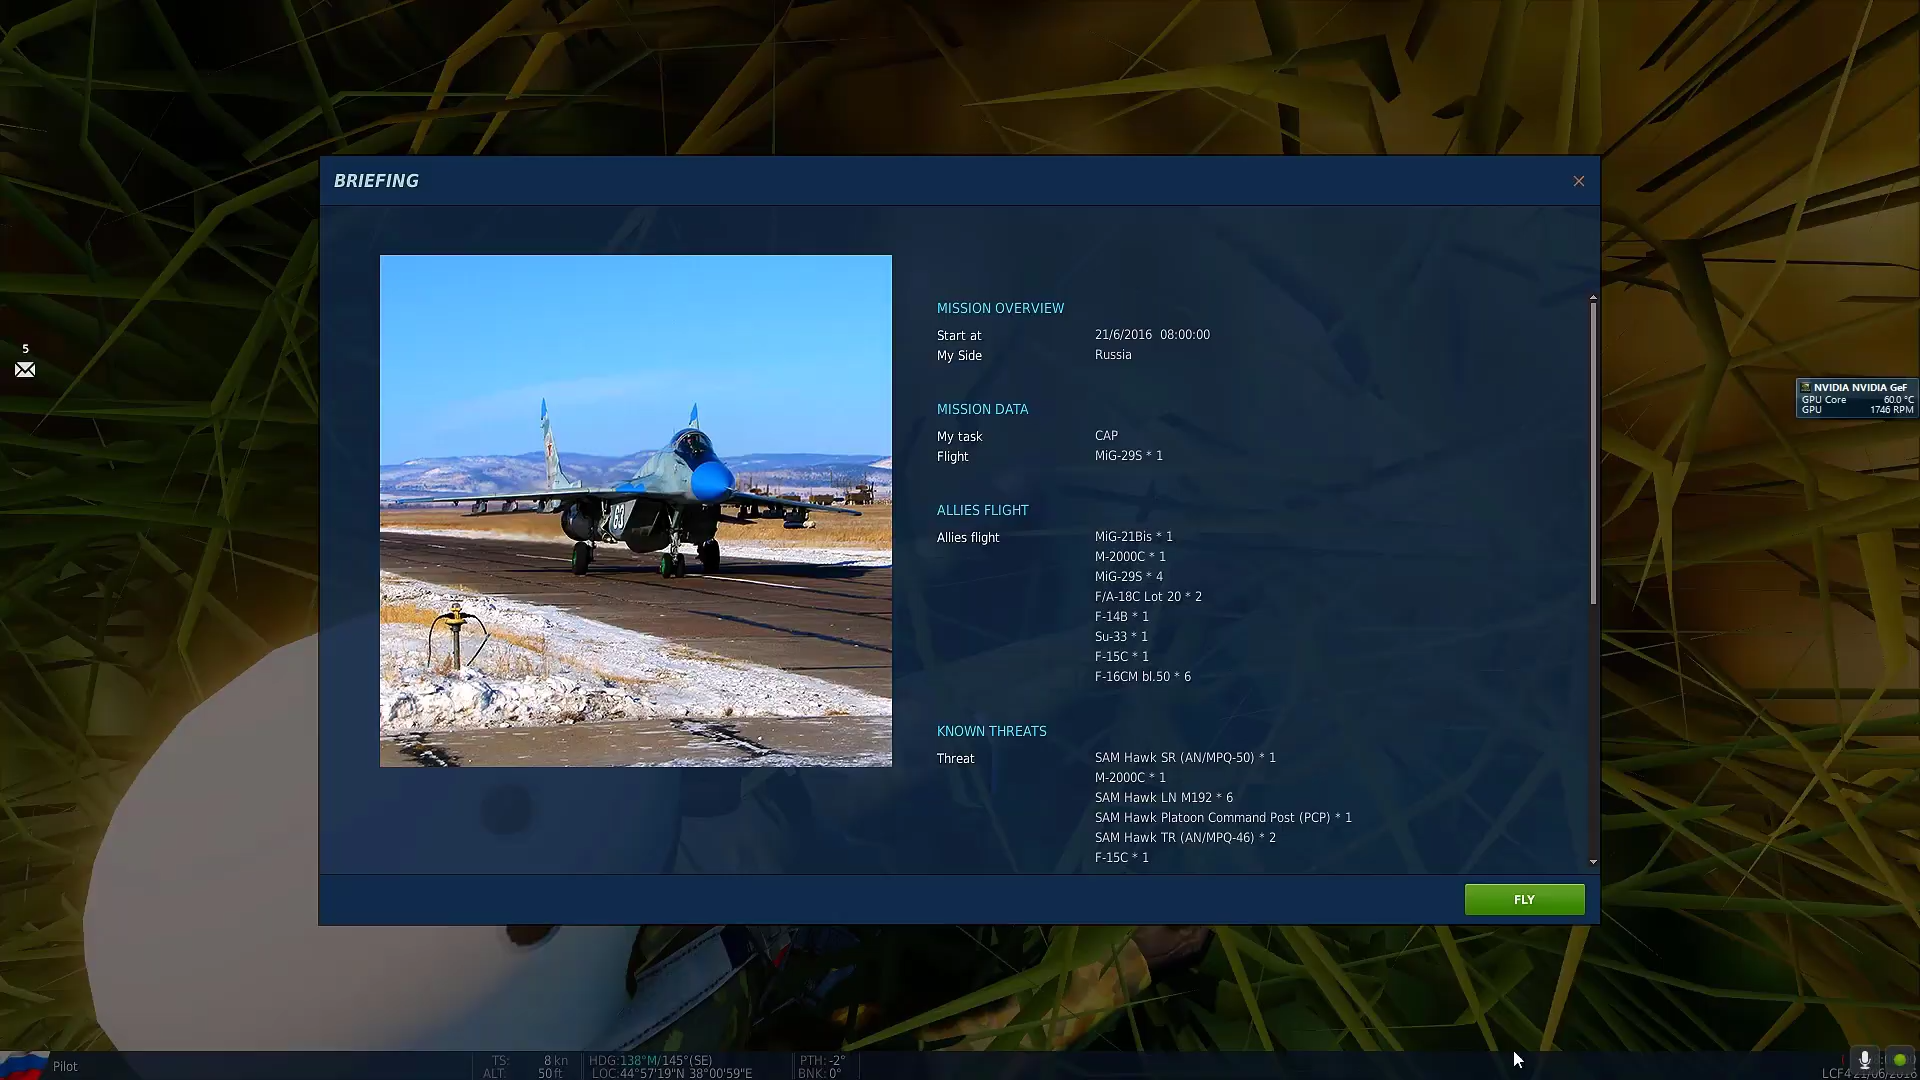 BRIEFING
5
MISSION OVERVIEW
Start at 21/6/2016 08:00:00
My Side Russia
NVIDIA NVIDIA GeF
GPU Core 60.0 °C
GPU 1746 RPM
MISSION DATA
My task CAP
Flight MiG-29S * 1
ALLIES FLIGHT
Allies flight MiG-21Bis * 1
M-2000C * 1
MiG-29S * 4
F/A-18C Lot 20 * 2
F-14B * 1
Su-33 * 1
F-15C * 1
F-16CM bl.50 * 6
63
KNOWN THREATS
Threat SAM Hawk SR (AN/MPQ-50) * 1
M-2000C * 1
SAM Hawk LN M192 * 6
SAM Hawk Platoon Command Post (PCP) * 1
SAM Hawk TR (AN/MPQ-46) * 2
F-15C * 1
FLY
Pilot
TS: 8 kn HDG:138°M/145°(SE) PTH: -2°
ALT: 50 ft LOC:44°57'19"N 38°00'59"E BNK: 0°